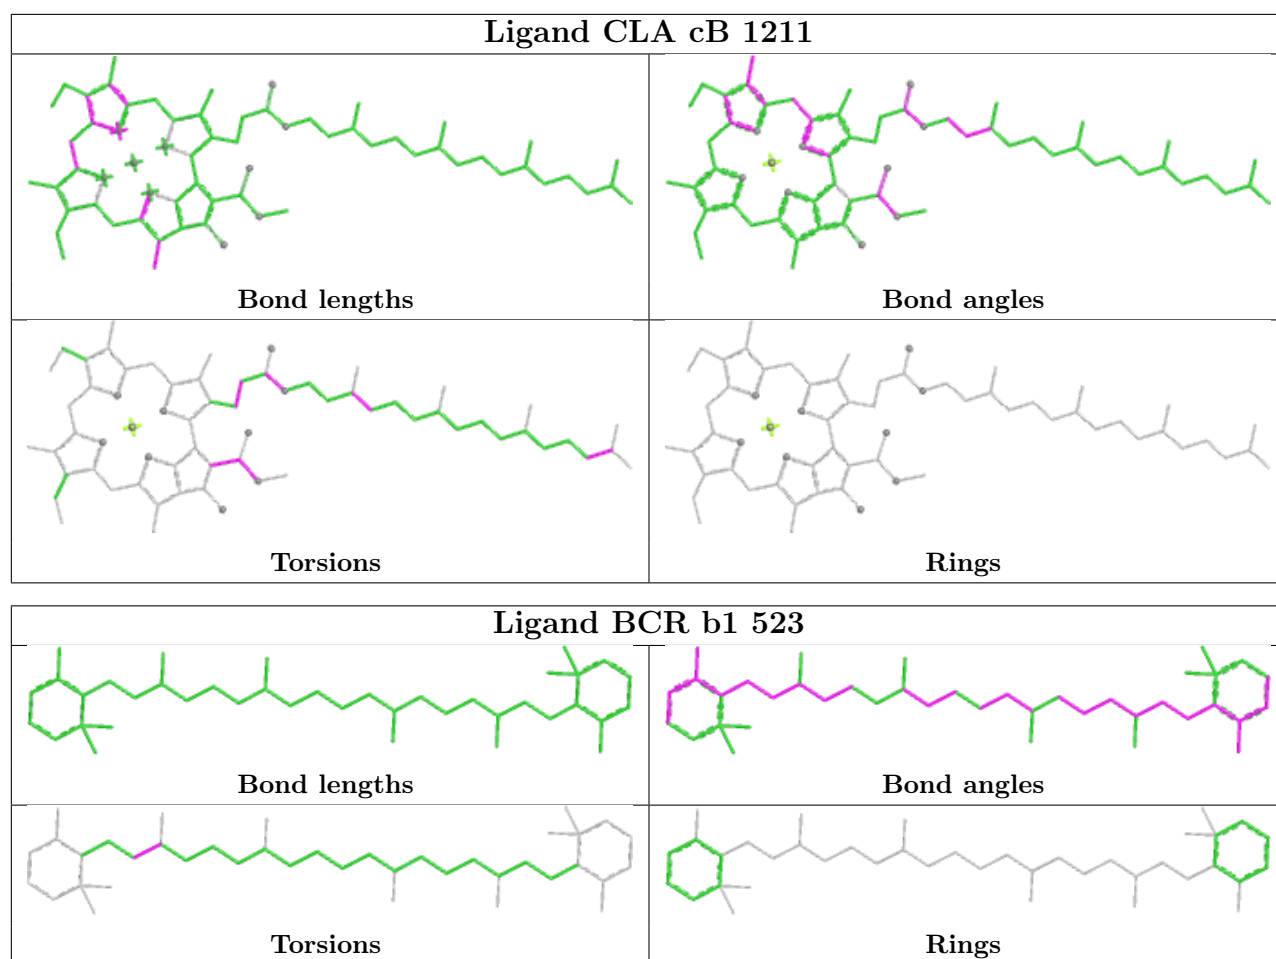 Ligand CLA cB 1211
Bond lengths
Bond angles
Torsions
Rings
Ligand BCR b1 523
Bond lengths
Bond angles
Torsions
Rings